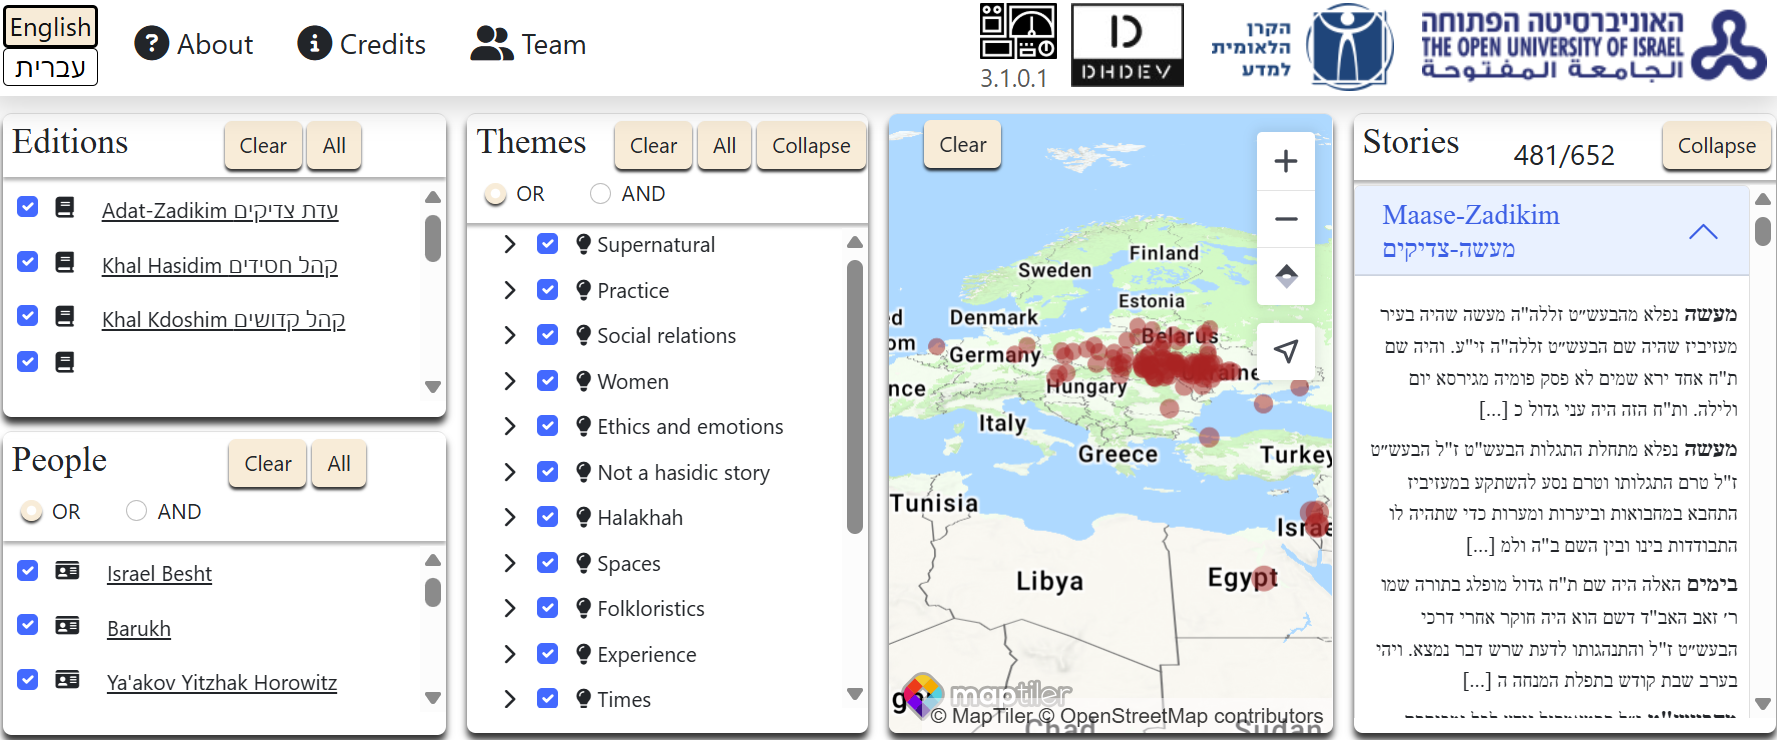 English
עברית
About
Credits
Team
3.1.0.1
DHDEV
הקרן
הלאומית
למדע
האוניברסיטה הפתוחה
THE OPEN UNIVERSITY OF ISRAEL
الجامعة المفتوحة
Editions
Clear
All
Adat-Zadikim עדת צדיקים
Khal Hasidim קהל חסידים
Khal Kdoshim קהל קדושים
People
Clear
All
OR
AND
Israel Besht
Barukh
Ya'akov Yitzhak Horowitz
Themes
Clear
All
Collapse
OR
AND
Supernatural
Practice
Social relations
Women
Ethics and emotions
Not a hasidic story
Halakhah
Spaces
Folkloristics
Experience
Times
Clear
Finland
Sweden
Estonia
Denmark
Belarus
Germany
Hungary
Italy
Greece
Turkey
Tunisia
Libya
Egypt
maptiler
© MapTiler © OpenStreetMap contributors
Chad
Sudan
Stories
481/652
Collapse
Maase-Zadikim
מעשה-צדיקים
מעשה נפלא מהבעש״ט זללה"ה מעשה שהיה בעיר
מעזיביז שהיה שם הבעש״ט זללה"ה זי"ע. והיה שם
ת"ח אחד ירא שמים לא פסק פומיה מגירסא יום
ולילה. ות"ח הזה היה עני גדול כ [...]
מעשה נפלא מתחלת התגלות הבעש"ט ז"ל הבעש״ט
ז"ל טרם התגלותו וטרם נסע להשתקע במעזיביז
התחבא במחבואות וביערות ומערות כדי שתהיה לו
התבודדות בינו ובין השם ב"ה ולמ [...]
בימים האלה היה שם ת"ח גדול מופלג בתורה שמו
ר׳ זאב האב"ד דשם הוא היה חוקר אחרי דרכי
הבעש״ט ז"ל והתנהגותו לדעת שרש דבר נמצא. ויהי
בערב שבת קודש בתפלת המנחה ה [...]